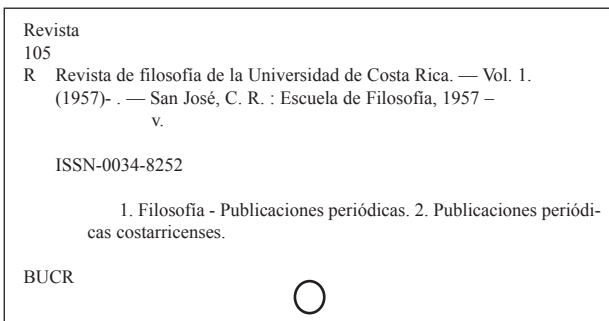 Revista
105
R Revista de filosofía de la Universidad de Costa Rica. — Vol. 1.
(1957)- . — San José, C. R. : Escuela de Filosofía, 1957 –
v.
ISSN-0034-8252
1. Filosofía - Publicaciones periódicas. 2. Publicaciones periódi-
cas costarricenses.
BUCR